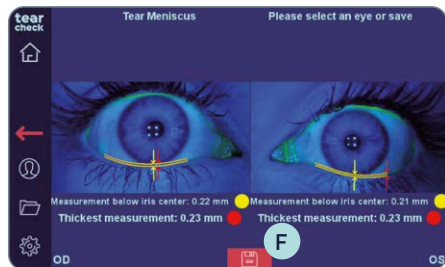 tear
check
Tear Meniscus
Please select an eye or save
Measurement below iris center: 0.22 mm
Measurement below iris center: 0.21 mm
Thickest measurement: 0.23 mm
Thickest measurement: 0.23 mm
F
OD
OS